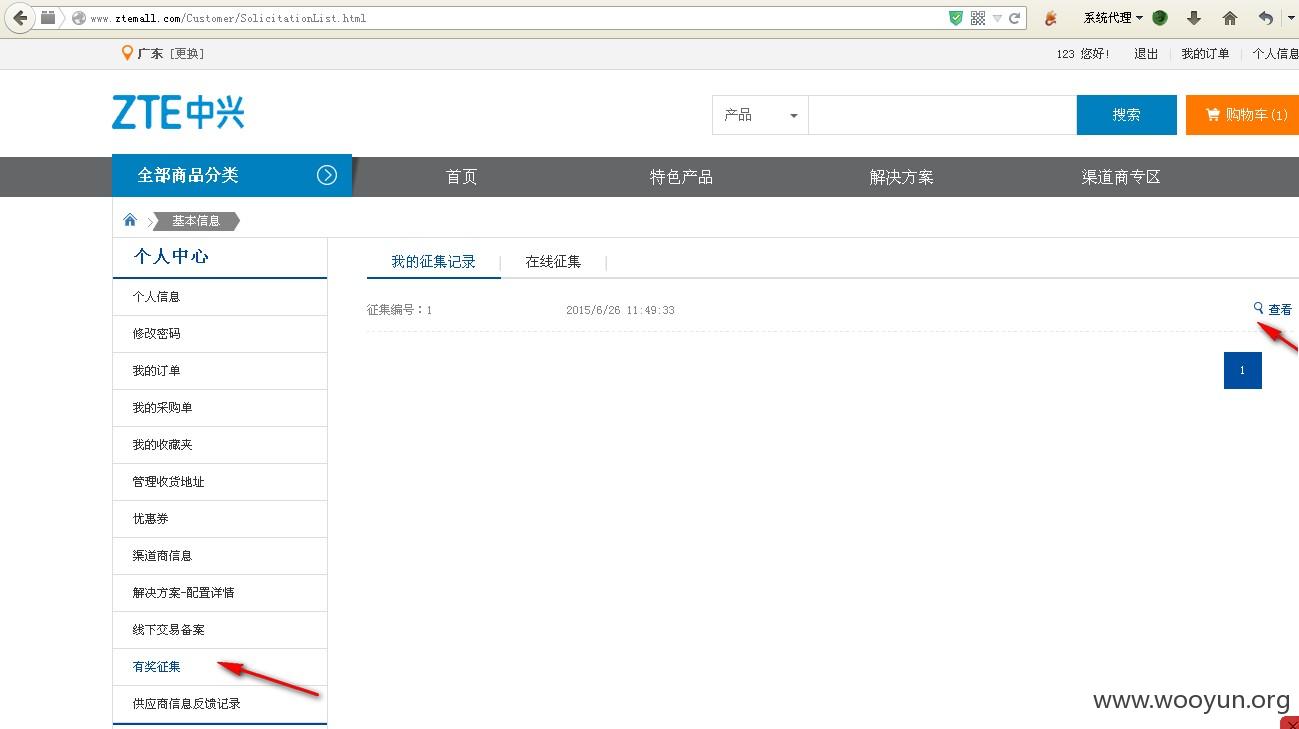 www.ztemall.com/Customer/SolicitationList.html
系统代理
广东 [更换]
123 您好! 退出 我的订单 个人信息
ZTE中兴
产品 搜索 购物车(1)
全部商品分类 首页 特色产品 解决方案 渠道商专区
基本信息
个人中心
我的征集记录 在线征集
个人信息
征集编号：1 2015/6/26 11:49:33 查看
修改密码
我的订单
1
我的采购单
我的收藏夹
管理收货地址
优惠券
渠道商信息
解决方案-配置详情
线下交易备案
有奖征集
供应商信息反馈记录
www.wooyun.org